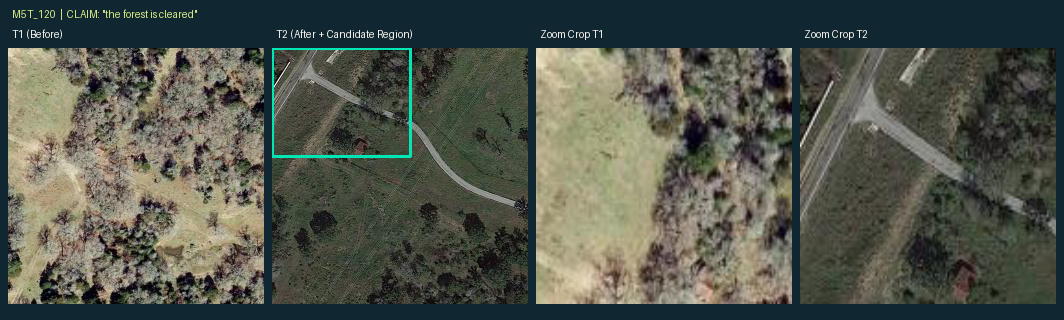 M5T_120 | CLAIM: "the forest is cleared"
T1 (Before)
T2 (After + Candidate Region)
Zoom Crop T1
Zoom Crop T2